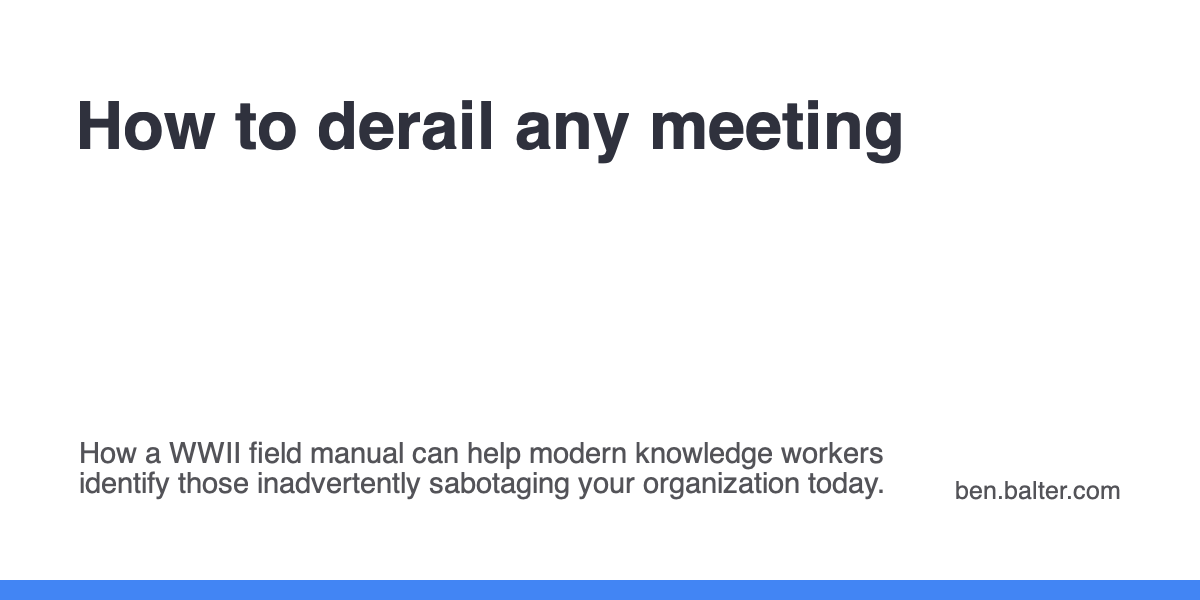 How to derail any meeting
How a WWII field manual can help modern knowledge workers
identify those inadvertently sabotaging your organization today.
ben.balter.com